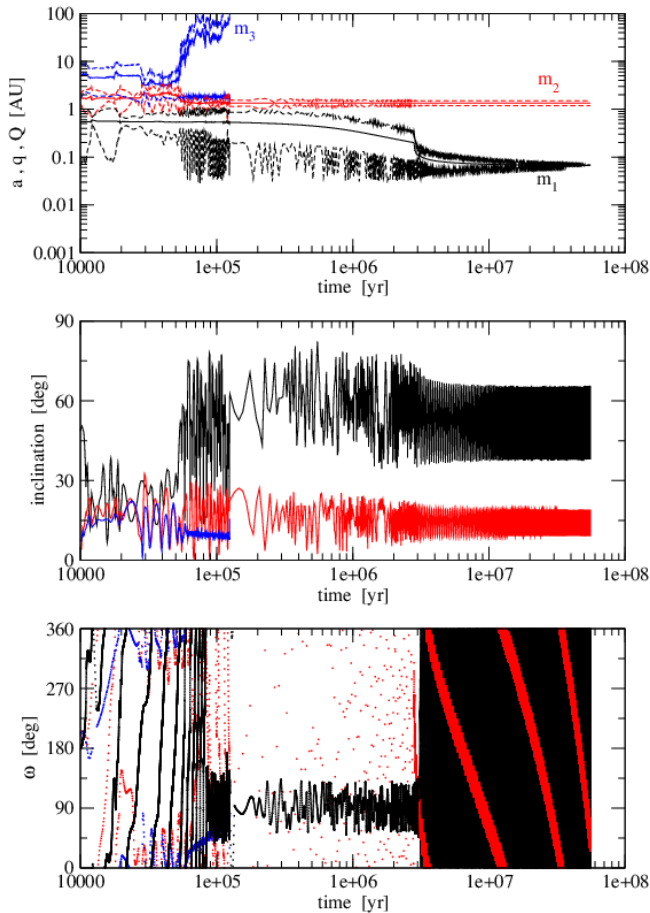 100
10
1
0.1
0.01
0.001
a , q , Q [AU]
m3
m2
m1
10000 1e+05 1e+06 1e+07 1e+08
time [yr]
90
60
30
0
inclination [deg]
10000 1e+05 1e+06 1e+07 1e+08
time [yr]
360
270
180
90
0
ω [deg]
10000 1e+05 1e+06 1e+07 1e+08
time [yr]